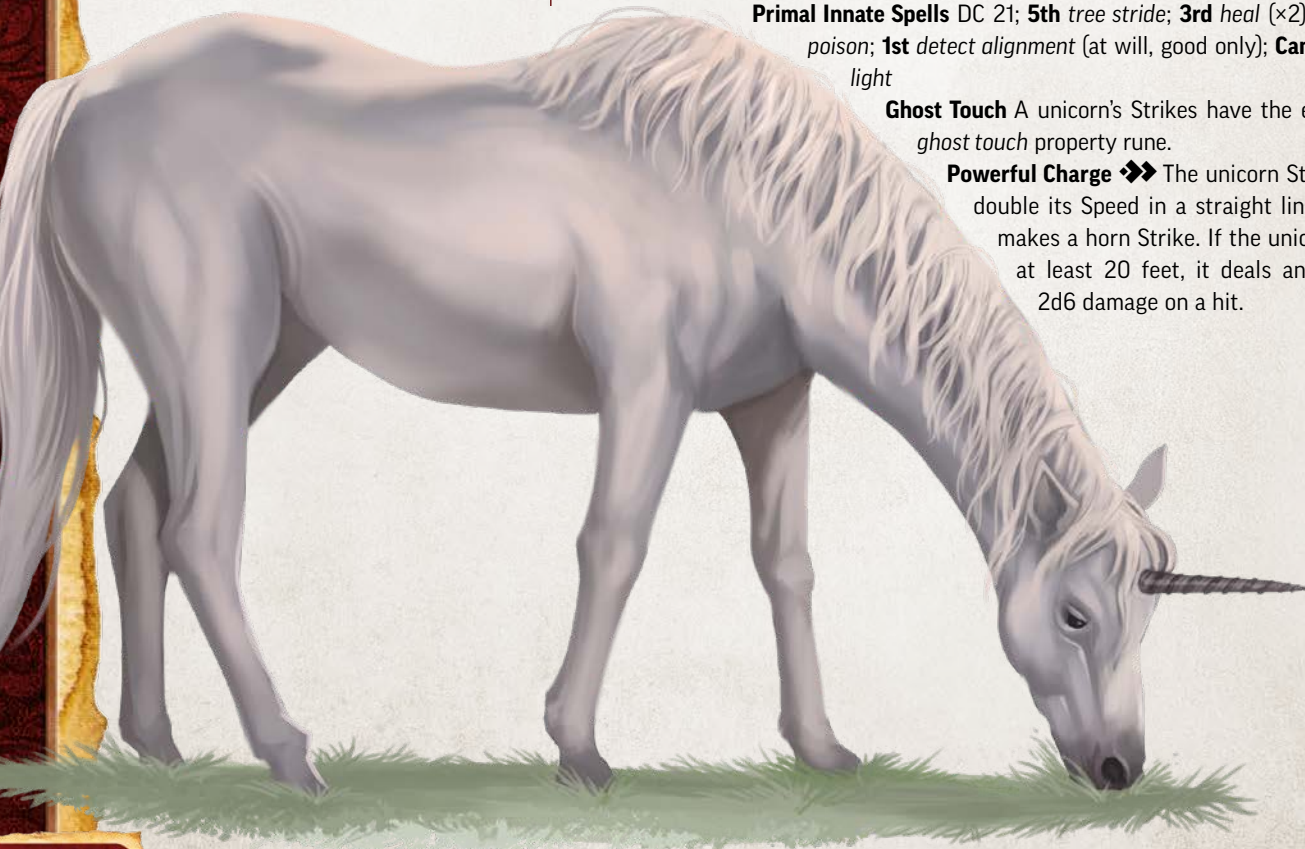 Primal Innate Spells DC 21; 5th tree stride; 3rd heal (×2)
poison; 1st detect alignment (at will, good only);
light
Ghost Touch A unicorn's Strikes have the
ghost touch property rune.
Powerful Charge The unicorn
double its Speed in a straight
makes a horn Strike. If the
at least 20 feet, it deals
2d6 damage on a hit.